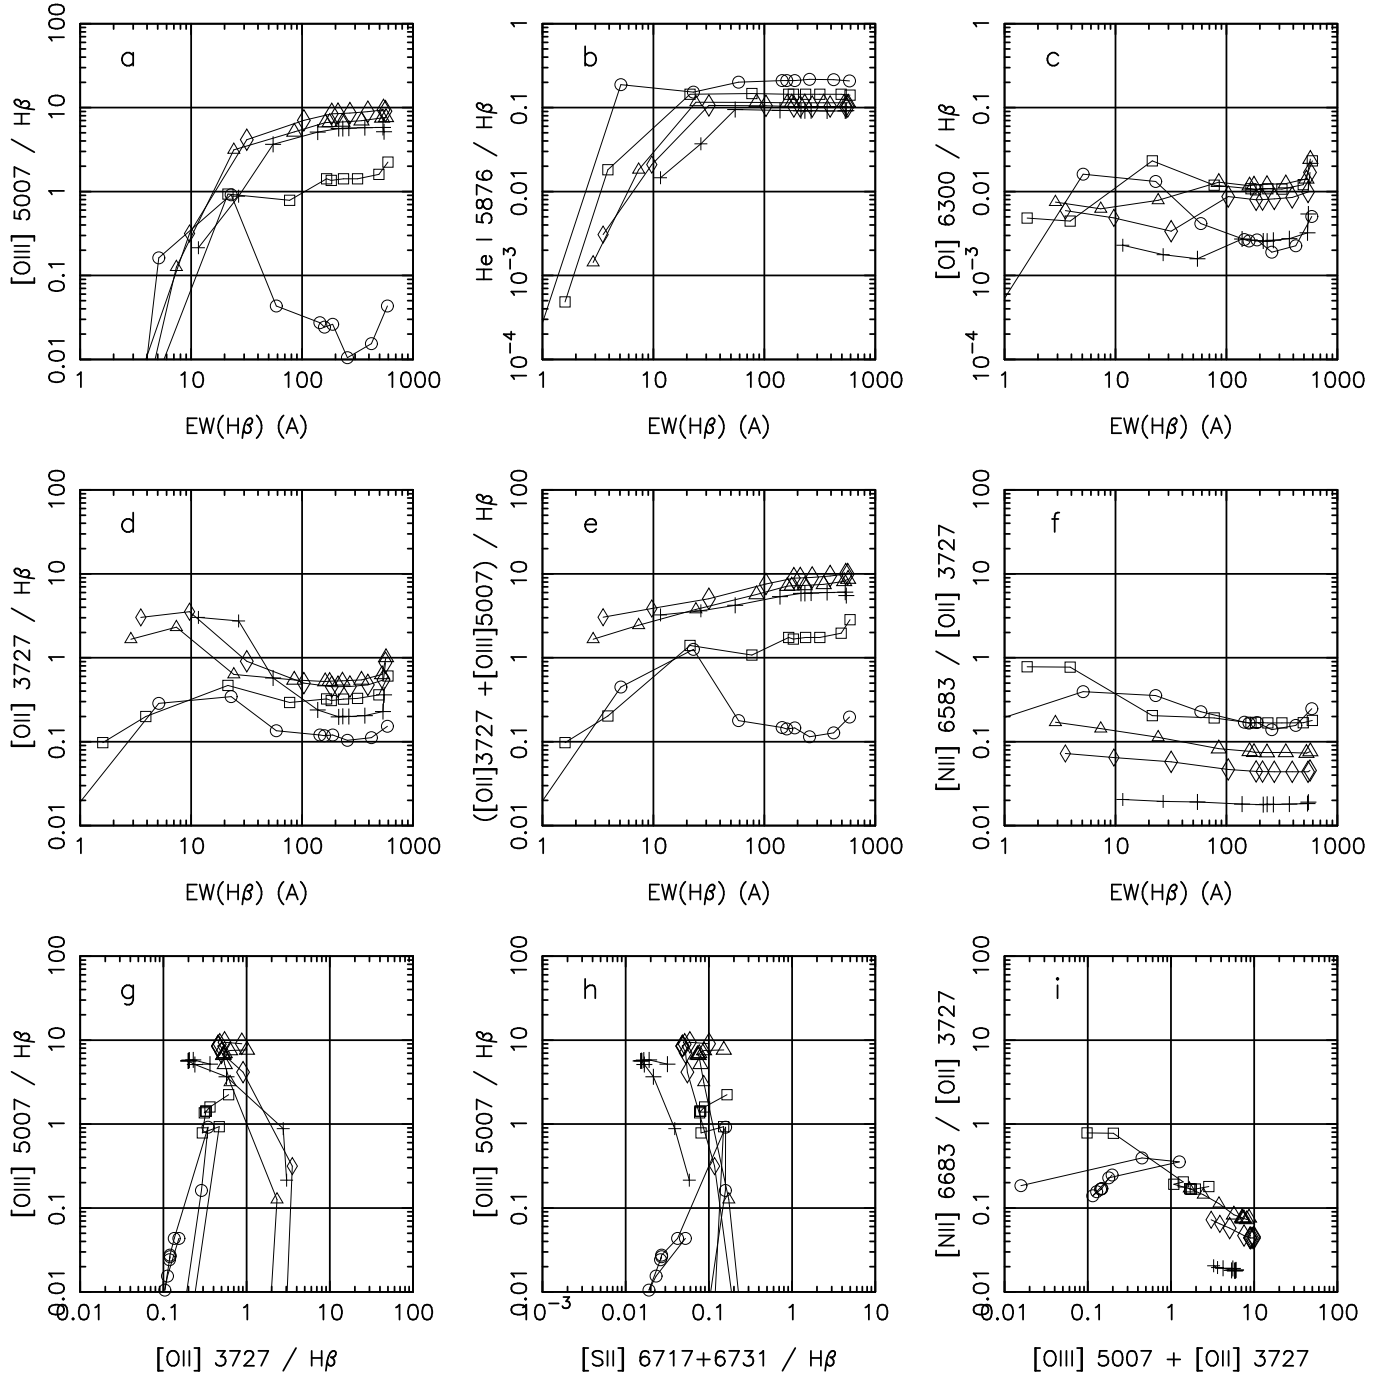 a
100
10
1
0.1
0.01
[OIII] 5007 / Hβ
1 10 100 1000
EW(Hβ) (A)
b
1
0.1
0.01
10−3
10−4
He I 5876 / Hβ
1 10 100 1000
EW(Hβ) (A)
c
1
0.1
0.01
10−3
10−4
[OI] 6300 / Hβ
1 10 100 1000
EW(Hβ) (A)
d
100
10
1
0.1
0.01
[OII] 3727 / Hβ
1 10 100 1000
EW(Hβ) (A)
e
100
10
1
0.1
0.01
([OII]3727 +[OIII]5007) / Hβ
1 10 100 1000
EW(Hβ) (A)
f
100
10
1
0.1
0.01
[NII] 6583 / [OII] 3727
1 10 100 1000
EW(Hβ) (A)
g
100
10
1
0.1
0.01
[OIII] 5007 / Hβ
0.01 0.1 1 10 100
[OII] 3727 / Hβ
h
100
10
1
0.1
0.01
[OIII] 5007 / Hβ
10−3 0.01 0.1 1 10
[SII] 6717+6731 / Hβ
i
100
10
1
0.1
0.01
[NII] 6683 / [OII] 3727
0.01 0.1 1 10 100
[OIII] 5007 + [OII] 3727